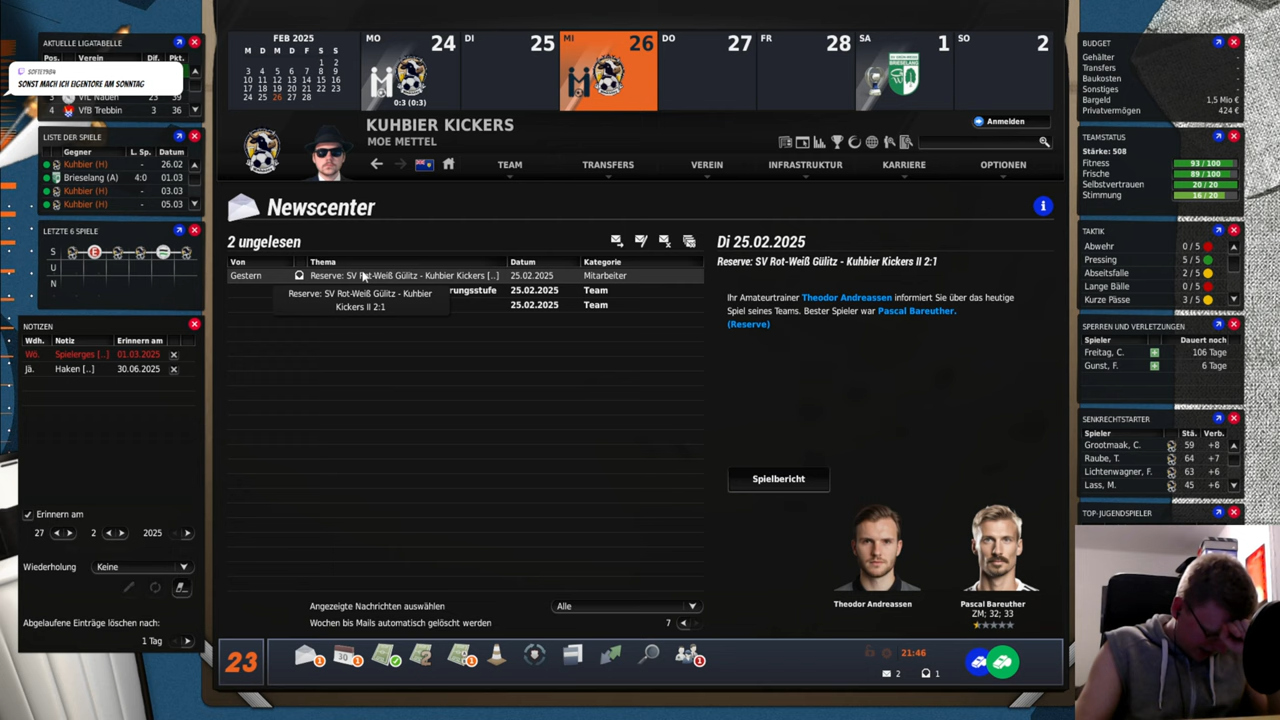 AKTUELLE LIGATABELLE
Pos. Verein Dif. Pkt.
SOFTE1984
SONST MACH ICH EIGENTORE AM SONNTAG
3 VfL Nauen 23 39
4 VfB Trebbin 3 36
LISTE DER SPIELE
Gegner L. Sp. Datum
Kuhbier (H) - 26.02
Brieselang (A) 4:0 01.03
Kuhbier (H) - 03.03
Kuhbier (H) - 05.03
LETZTE 6 SPIELE
S
U
N
NOTIZEN
Wdh. Notiz Erinnern am
Wö. Spielerges [..] 01.03.2025
Jä. Haken [..] 30.06.2025
Erinnern am
27 2 2025
Wiederholung Keine
Abgelaufene Einträge löschen nach:
1 Tag
FEB 2025
M D M D F S S
1 2
3 4 5 6 7 8 9
10 11 12 13 14 15 16
17 18 19 20 21 22 23
24 25 26 27 28
MO 24
0:3 (0:3)
DI 25
MI 26
DO 27
FR 28
SA 1
SO 2
KUHBIER KICKERS
MOE METTEL
Anmelden
TEAM TRANSFERS VEREIN INFRASTRUKTUR KARRIERE OPTIONEN
Newscenter
2 ungelesen
Von Thema Datum Kategorie
Gestern Reserve: SV Rot-Weiß Gülitz - Kuhbier Kickers [..] 25.02.2025 Mitarbeiter
rungsstufe 25.02.2025 Team
25.02.2025 Team
Reserve: SV Rot-Weiß Gülitz - Kuhbier
Kickers II 2:1
Angezeigte Nachrichten auswählen Alle
Wochen bis Mails automatisch gelöscht werden 7
Di 25.02.2025
Reserve: SV Rot-Weiß Gülitz - Kuhbier Kickers II 2:1
Ihr Amateurtrainer Theodor Andreassen informiert Sie über das heutige
Spiel seines Teams. Bester Spieler war Pascal Bareuther.
(Reserve)
Spielbericht
Theodor Andreassen
Pascal Bareuther
ZM; 32; 33
23
21:46
2 1
BUDGET
Gehälter -
Transfers -
Baukosten -
Sonstiges -
Bargeld 1,5 Mio €
Privatvermögen 424 €
TEAMSTATUS
Stärke: 508
Fitness 93 / 100
Frische 89 / 100
Selbstvertrauen 20 / 20
Stimmung 16 / 20
TAKTIK
Abwehr 0 / 5
Pressing 5 / 5
Abseitsfalle 2 / 5
Lange Bälle 0 / 5
Kurze Pässe 3 / 5
SPERREN UND VERLETZUNGEN
Spieler Dauert noch
Freitag, C. 106 Tage
Gunst, F. 6 Tage
SENKRECHTSTARTER
Spieler Stä. Verb.
Grootmaak, C. 59 +8
Raube, T. 64 +7
Lichtenwagner, F. 63 +6
Lass, M. 45 +6
TOP-JUGENDSPIELER